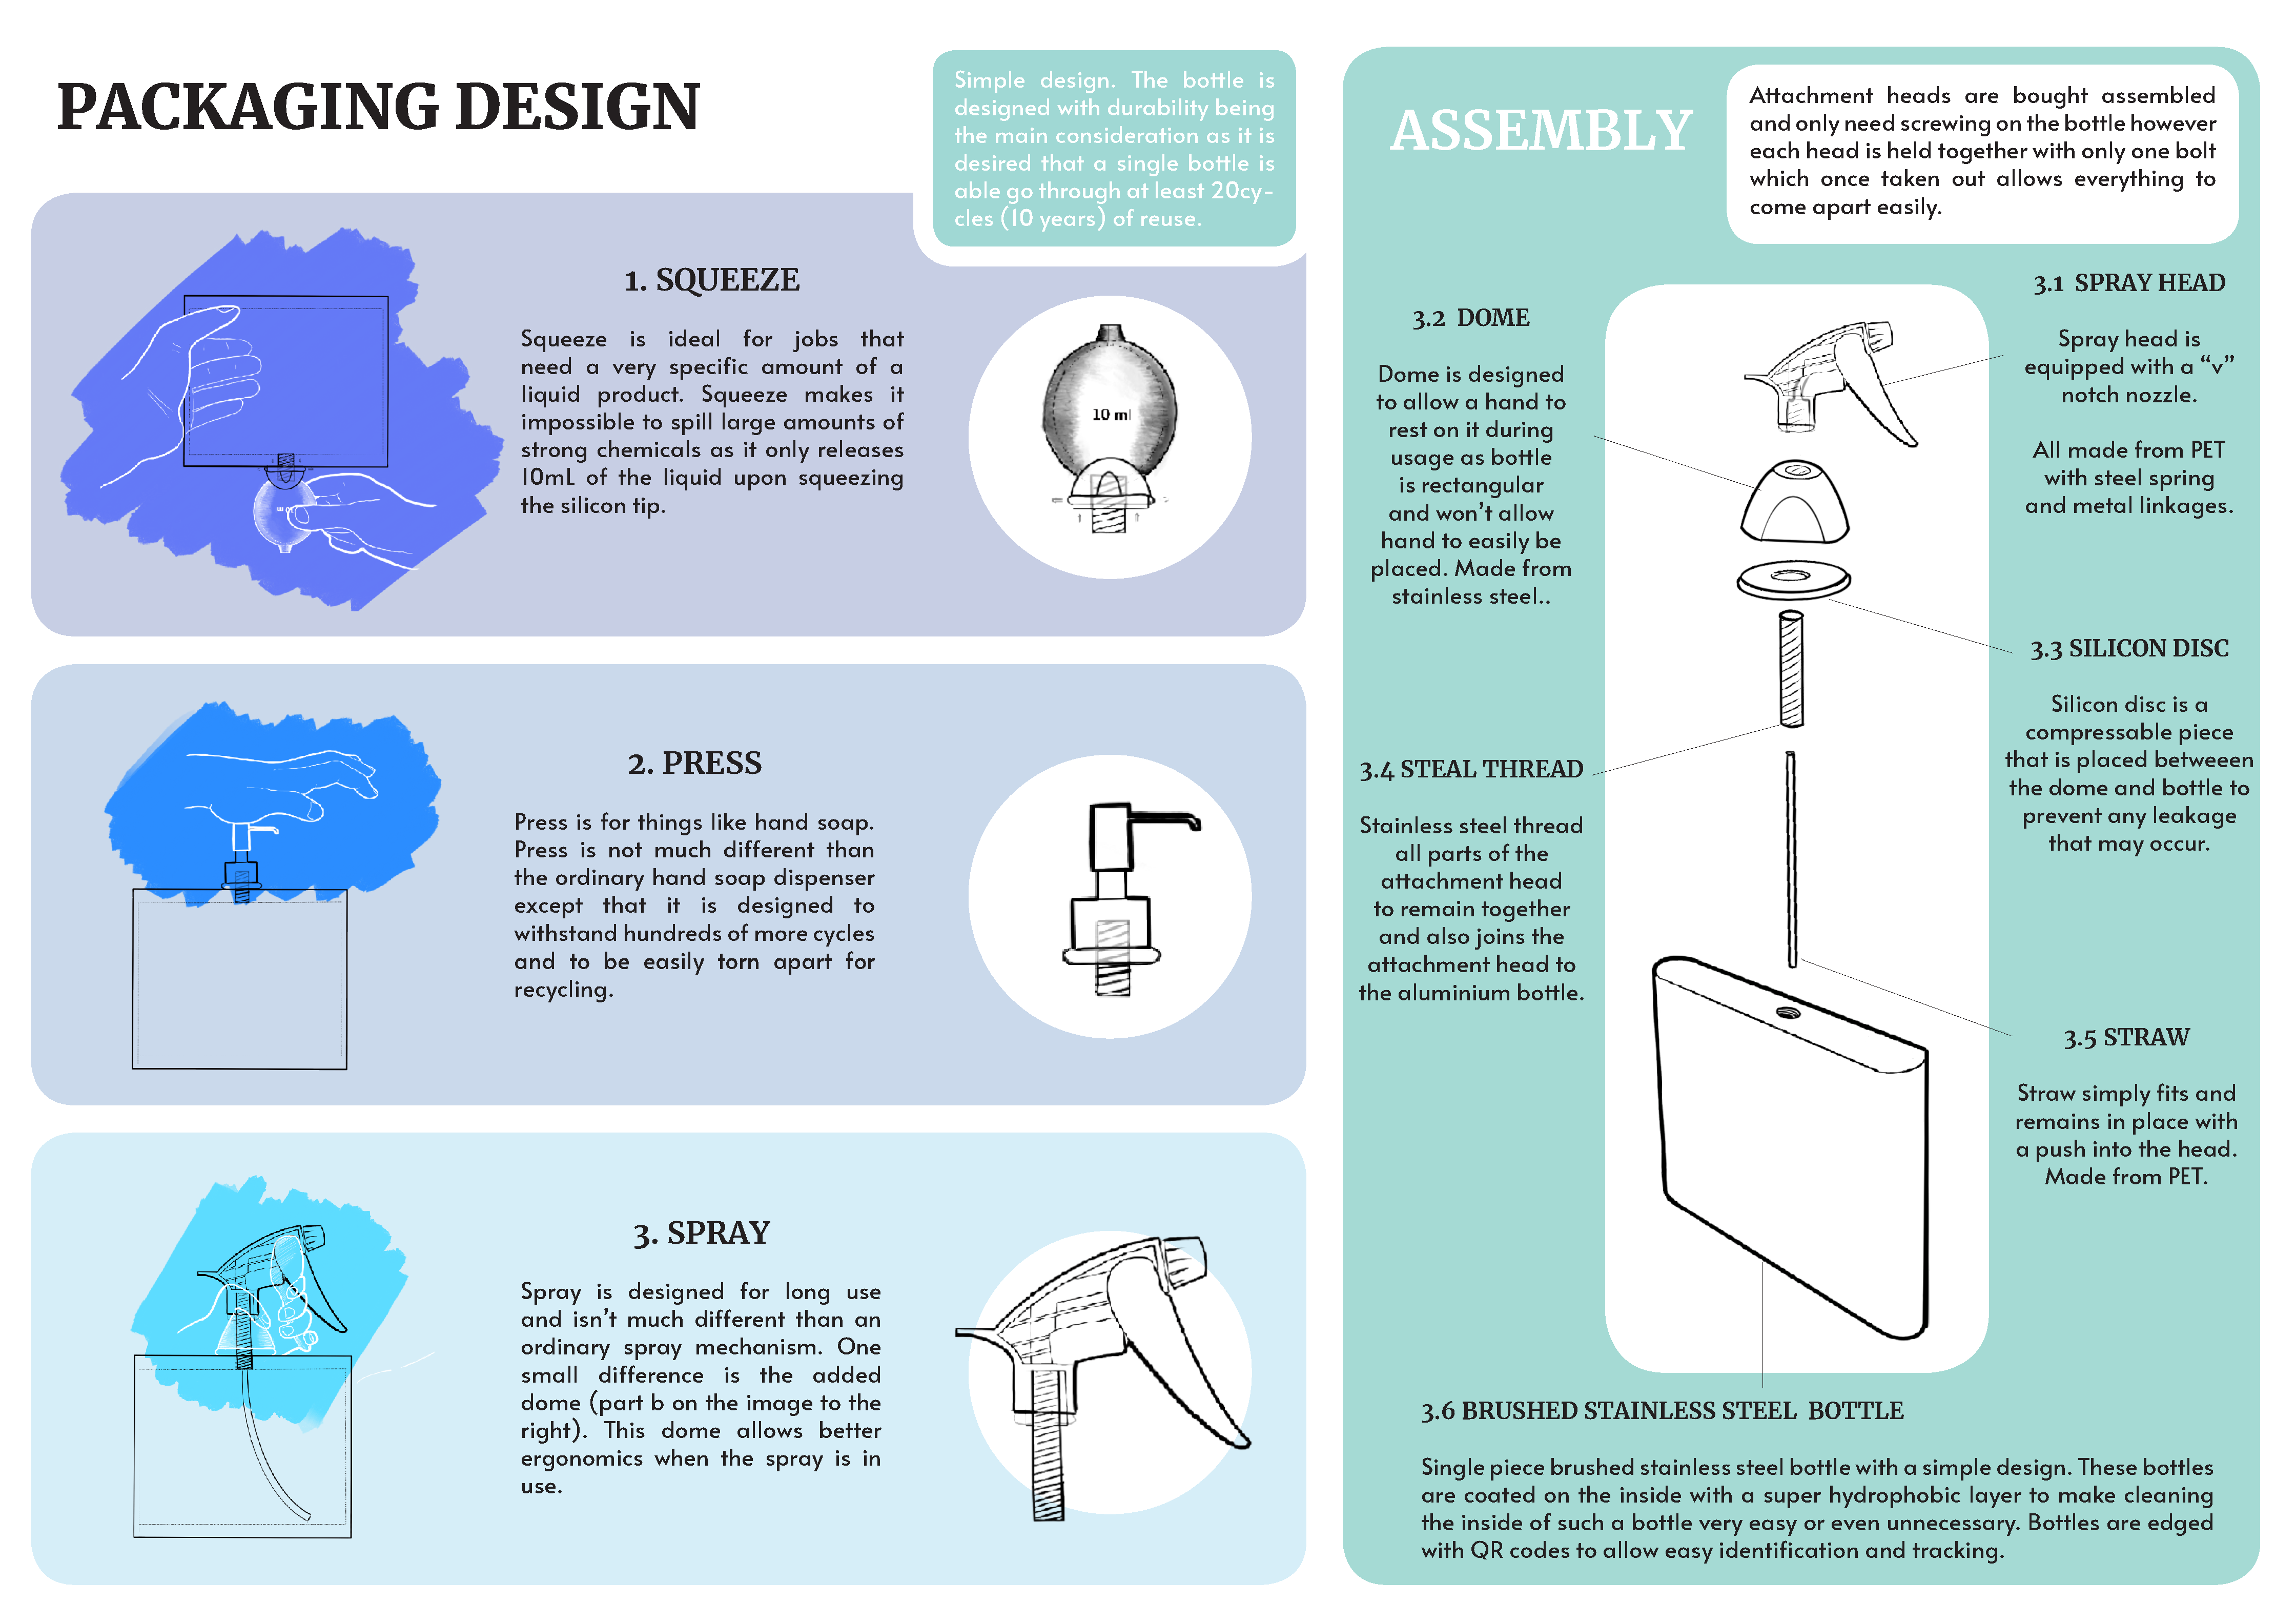 PACKAGING DESIGN
Simple design. The bottle is
designed with durability being
the main consideration as it is
desired that a single bottle is
able go through at least 20cy-
cles (10 years) of reuse.
1. SQUEEZE
Squeeze is ideal for jobs that
need a very specific amount of a
liquid product. Squeeze makes it
impossible to spill large amounts of
strong chemicals as it only releases
10mL of the liquid upon squeezing
the silicon tip.
10 ml
2. PRESS
Press is for things like hand soap.
Press is not much different than
the ordinary hand soap dispenser
except that it is designed to
withstand hundreds of more cycles
and to be easily torn apart for
recycling.
3. SPRAY
Spray is designed for long use
and isn't much different than an
ordinary spray mechanism. One
small difference is the added
dome (part b on the image to the
right). This dome allows better
ergonomics when the spray is in
use.
ASSEMBLY
Attachment heads are bought assembled
and only need screwing on the bottle however
each head is held together with only one bolt
which once taken out allows everything to
come apart easily.
3.1 SPRAY HEAD
Spray head is
equipped with a “v”
notch nozzle.
All made from PET
with steel spring
and metal linkages.
3.2 DOME
Dome is designed
to allow a hand to
rest on it during
usage as bottle
is rectangular
and won't allow
hand to easily be
placed. Made from
stainless steel..
3.3 SILICON DISC
Silicon disc is a
compressable piece
that is placed betweeen
the dome and bottle to
prevent any leakage
that may occur.
3.4 STEAL THREAD
Stainless steel thread
all parts of the
attachment head
to remain together
and also joins the
attachment head to
the aluminium bottle.
3.5 STRAW
Straw simply fits and
remains in place with
a push into the head.
Made from PET.
3.6 BRUSHED STAINLESS STEEL BOTTLE
Single piece brushed stainless steel bottle with a simple design. These bottles
are coated on the inside with a super hydrophobic layer to make cleaning
the inside of such a bottle very easy or even unnecessary. Bottles are edged
with QR codes to allow easy identification and tracking.